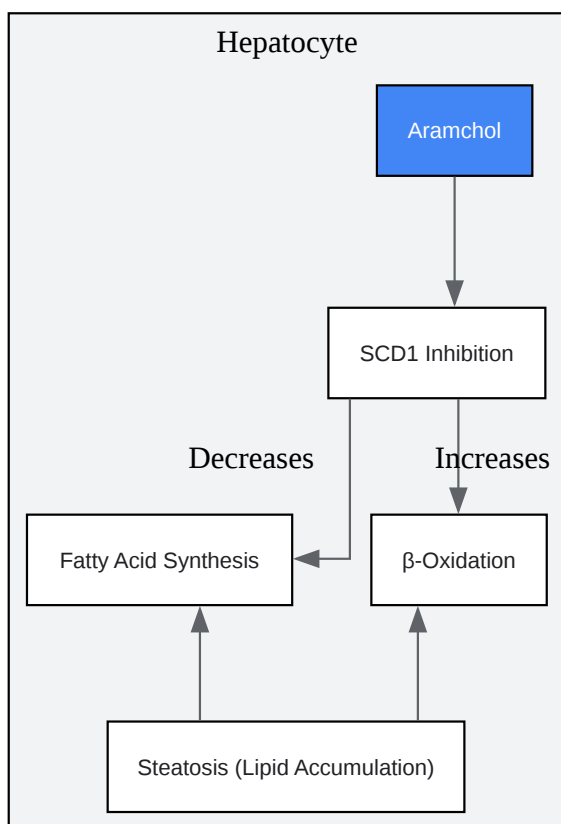 Hepatocyte
Aramchol
SCD1 Inhibition
Decreases
Increases
Fatty Acid Synthesis
β-Oxidation
Steatosis (Lipid Accumulation)